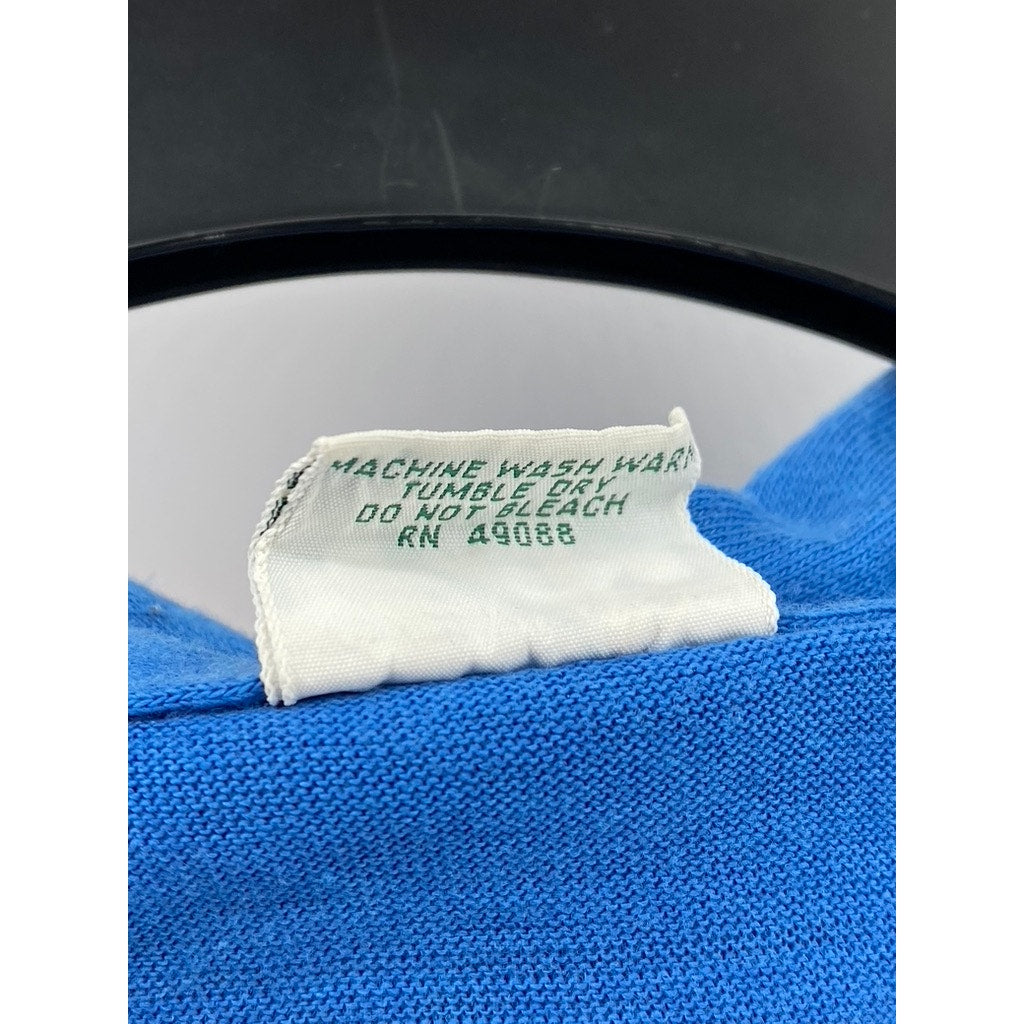 MACHINE WASH WARM
TUMBLE DRY
DO NOT BLEACH
RN 49088